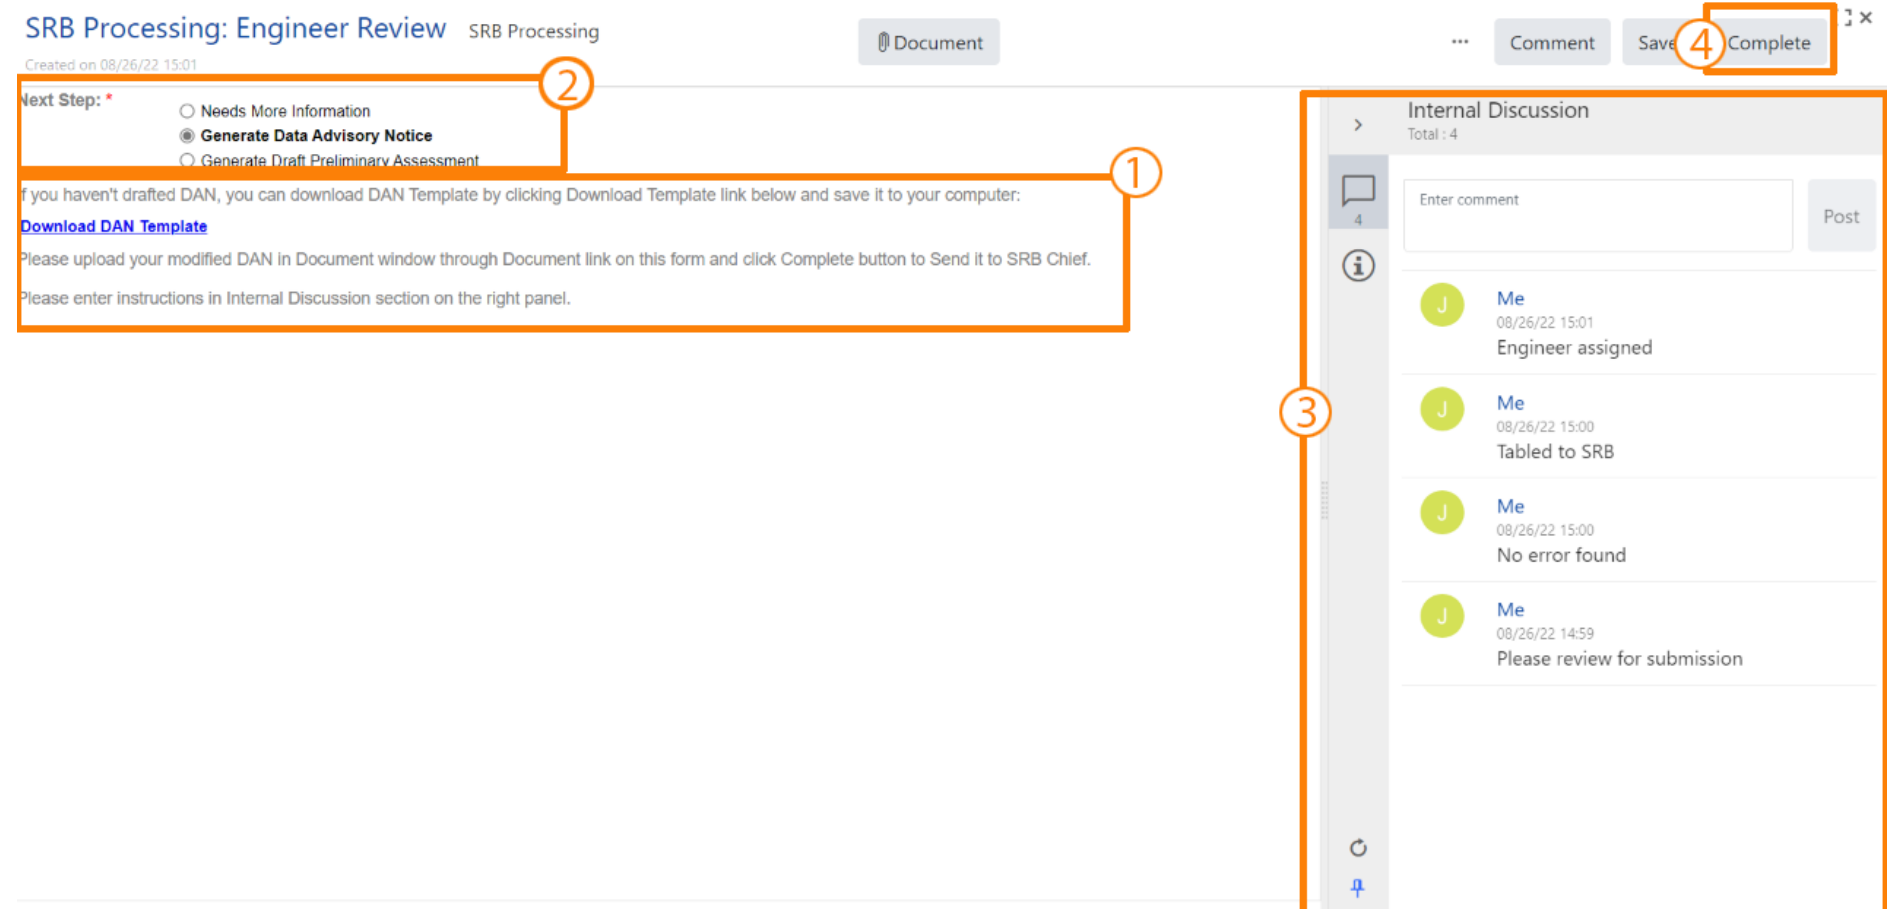 SRB Processing: Engineer Review SRB Processing
Document
... Comment Save 4 Complete
Created on 08/26/22 15:01
2
Next Step: *
Needs More Information
Generate Data Advisory Notice
Generate Draft Preliminary Assessment
1
If you haven't drafted DAN, you can download DAN Template by clicking Download Template link below and save it to your computer:
Download DAN Template
Please upload your modified DAN in Document window through Document link on this form and click Complete button to Send it to SRB Chief.
Please enter instructions in Internal Discussion section on the right panel.
3
Internal Discussion
Total : 4
4
Enter comment
Post
J
Me
08/26/22 15:01
Engineer assigned
J
Me
08/26/22 15:00
Tabled to SRB
J
Me
08/26/22 15:00
No error found
J
Me
08/26/22 14:59
Please review for submission